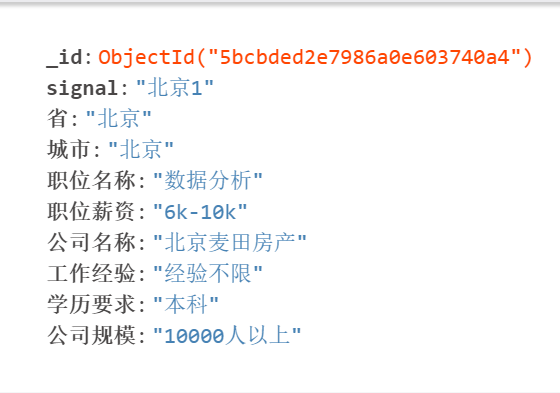 _id: ObjectId("5bcbded2e7986a0e603740a4")
signal: "北京1"
省: "北京"
城市: "北京"
职位名称: "数据分析"
职位薪资: "6k-10k"
公司名称: "北京麦田房产"
工作经验: "经验不限"
学历要求: "本科"
公司规模: "10000人以上"